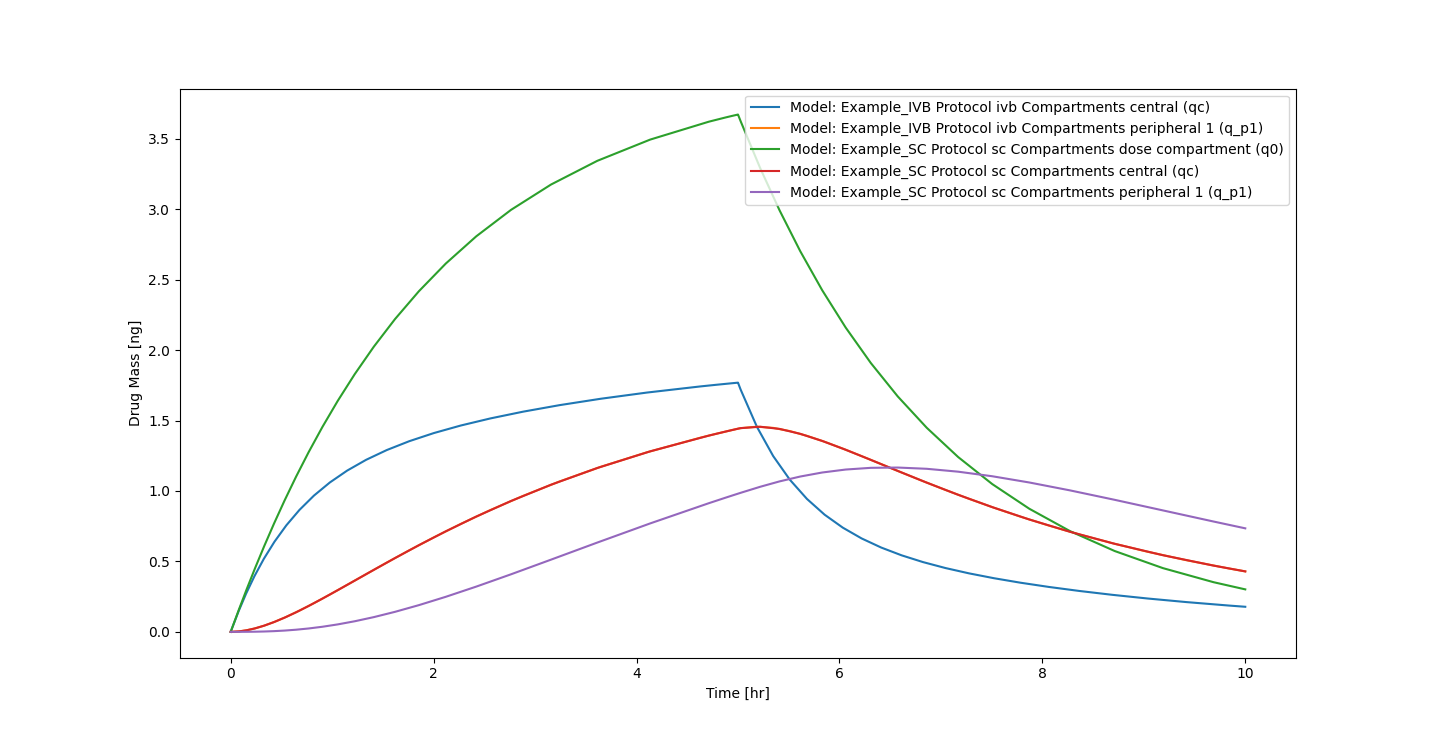 Model: Example_IVB Protocol ivb Compartments central (qc)
Model: Example_IVB Protocol ivb Compartments peripheral 1 (q_p1)
Model: Example_SC Protocol sc Compartments dose compartment (q0)
Model: Example_SC Protocol sc Compartments central (qc)
Model: Example_SC Protocol sc Compartments peripheral 1 (q_p1)
Drug Mass [ng]
3.5
3.0
2.5
2.0
1.5
1.0
0.5
0.0
0 2 4 6 8 10
Time [hr]